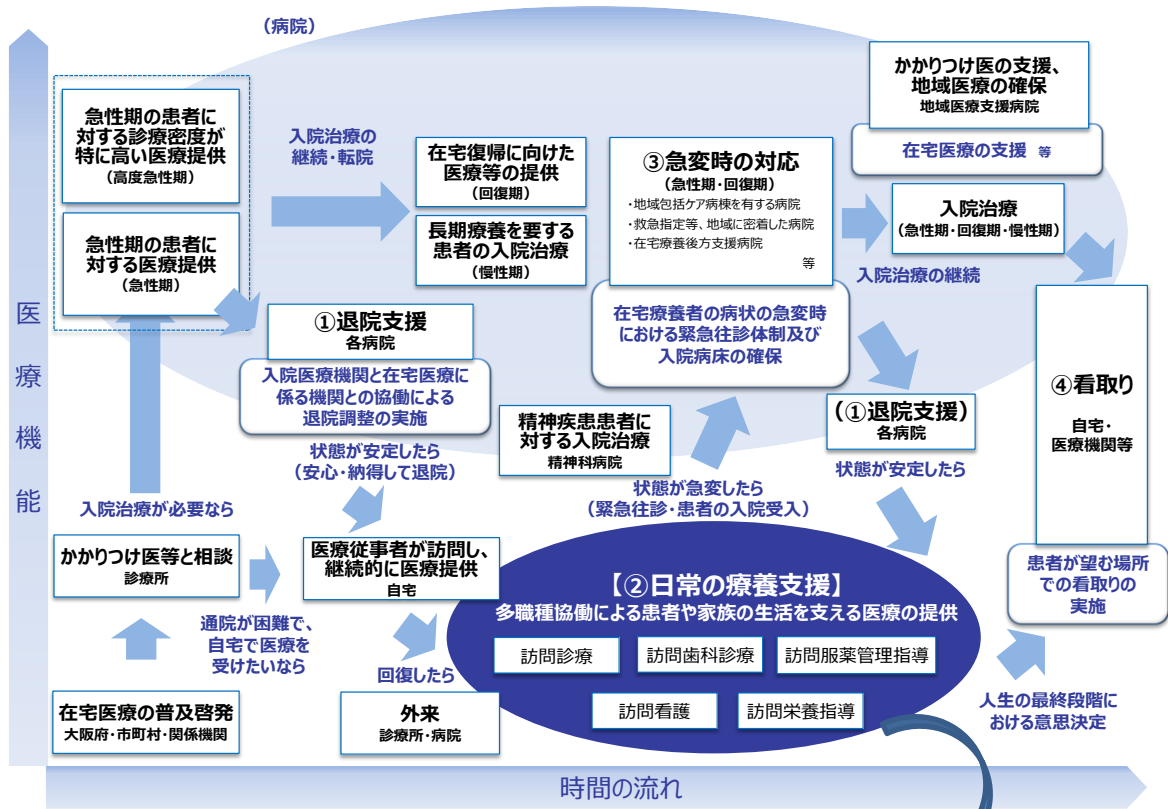 (病院)
急性期の患者に
対する診療密度が
特に高い医療提供
(高度急性期)
急性期の患者に
対する医療提供
(急性期)
入院治療の
継続・転院
在宅復帰に向けた
医療等の提供
(回復期)
長期療養を要する
患者の入院治療
(慢性期)
③急変時の対応
(急性期・回復期)
・地域包括ケア病棟を有する病院
・救急指定等、地域に密着した病院
・在宅療養後方支援病院
等
在宅療養者の病状の急変時
における緊急往診体制及び
入院病床の確保
かかりつけ医の支援、
地域医療の確保
地域医療支援病院
在宅医療の支援 等
入院治療
(急性期・回復期・慢性期)
入院治療の継続
①退院支援
各病院
入院医療機関と在宅医療に
係る機関との協働による
退院調整の実施
状態が安定したら
(安心・納得して退院)
精神疾患患者に
対する入院治療
精神科病院
状態が急変したら
(緊急往診・患者の入院受入)
(①退院支援)
各病院
状態が安定したら
④看取り
自宅・
医療機関等
患者が望む場所
での看取りの
実施
医療機能
入院治療が必要なら
かかりつけ医等と相談
診療所
通院が困難で、
自宅で医療を
受けたいなら
医療従事者が訪問し、
継続的に医療提供
自宅
回復したら
外来
診療所・病院
在宅医療の普及啓発
大阪府・市町村・関係機関
【②日常の療養支援】
多職種協働による患者や家族の生活を支える医療の提供
訪問診療
訪問歯科診療
訪問服薬管理指導
訪問看護
訪問栄養指導
人生の最終段階に
おける意思決定
時間の流れ